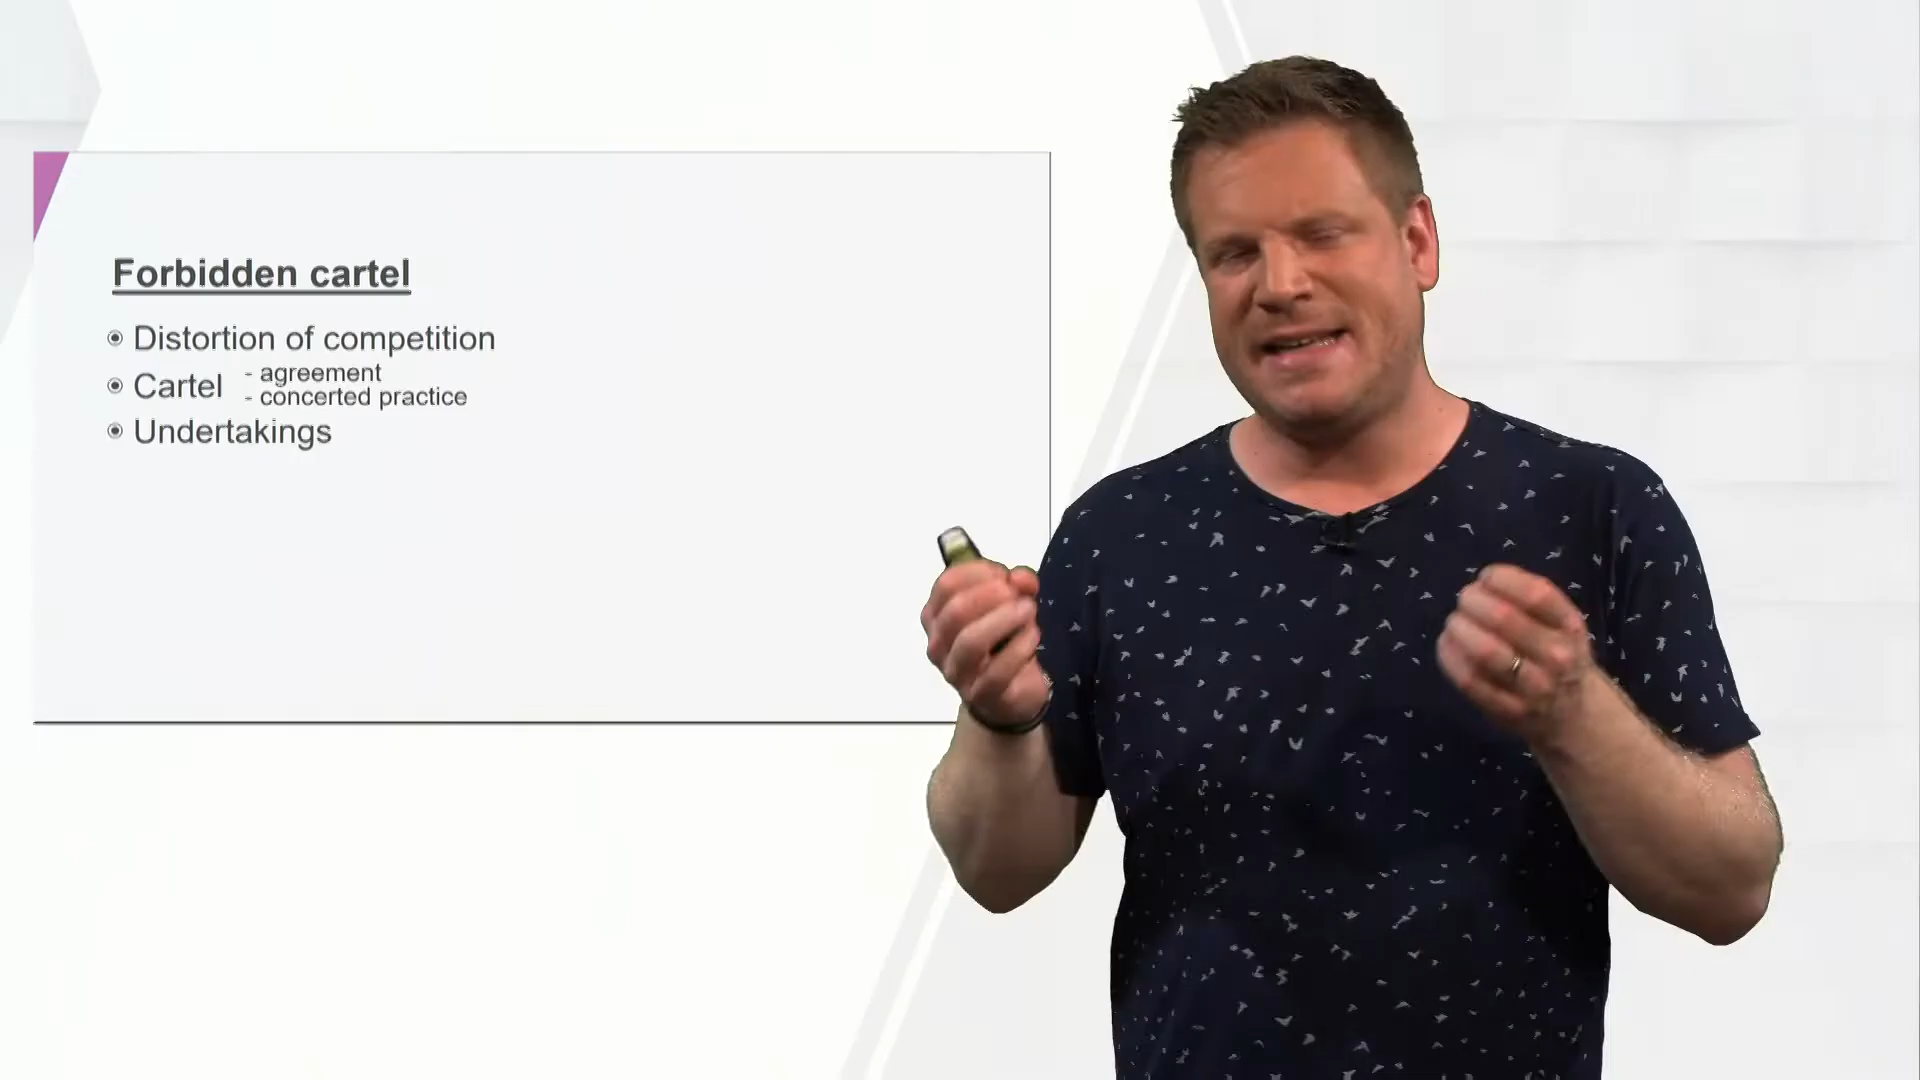 Forbidden cartel
Distortion of competition
Cartel - agreement
- concerted practice
Undertakings